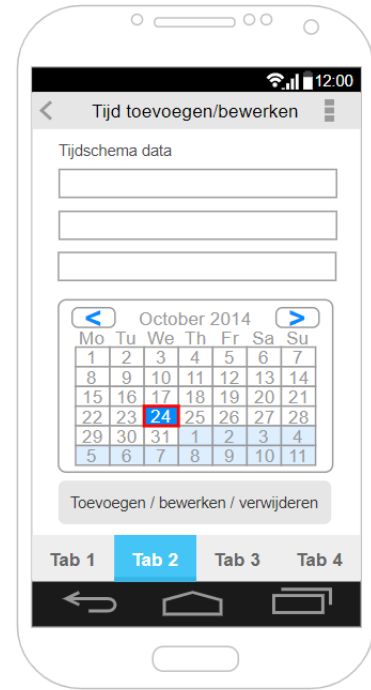 12:00
< Tijd toevoegen/bewerken
Tijdschema data
< October 2014 >
Mo Tu We Th Fr Sa Su
1 2 3 4 5 6 7
8 9 10 11 12 13 14
15 16 17 18 19 20 21
22 23 24 25 26 27 28
29 30 31 1 2 3 4
5 6 7 8 9 10 11
Toevoegen / bewerken / verwijderen
Tab 1 Tab 2 Tab 3 Tab 4